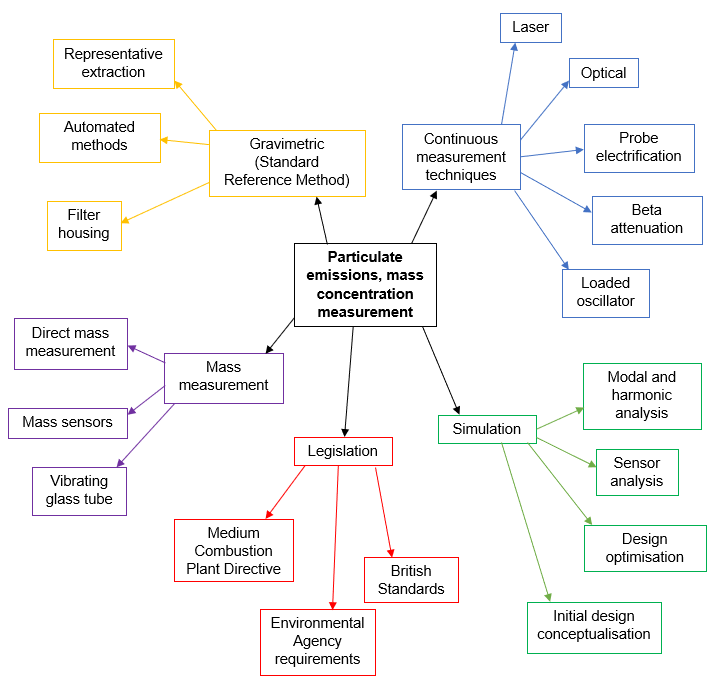 Laser
Representative
extraction
Optical
Automated
methods
Gravimetric
(Standard
Reference Method)
Continuous
measurement
techniques
Probe
electrification
Filter
housing
Beta
attenuation
Particulate
emissions, mass
concentration
measurement
Loaded
oscillator
Direct mass
measurement
Mass
measurement
Modal and
harmonic
analysis
Mass sensors
Simulation
Legislation
Sensor
analysis
Vibrating
glass tube
Medium
Combustion
Plant Directive
Design
optimisation
British
Standards
Environmental
Agency
requirements
Initial design
conceptualisation